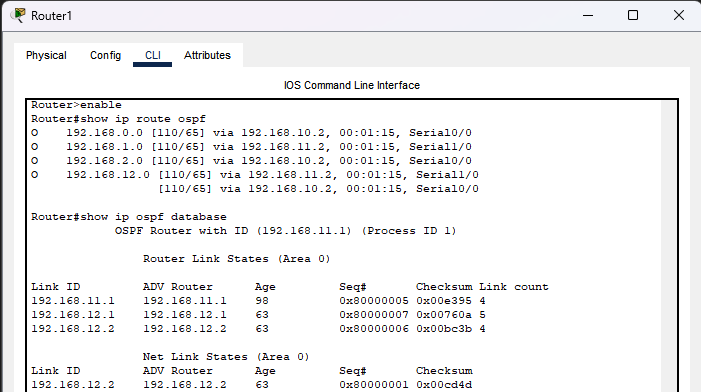 Router1
Physical Config CLI Attributes
IOS Command Line Interface
Router>enable
Router#show ip route ospf
O    192.168.0.0 [110/65] via 192.168.10.2, 00:01:15, Serial0/0
O    192.168.1.0 [110/65] via 192.168.11.2, 00:01:15, Serial1/0
O    192.168.2.0 [110/65] via 192.168.10.2, 00:01:15, Serial0/0
O    192.168.12.0 [110/65] via 192.168.11.2, 00:01:15, Serial1/0
                  [110/65] via 192.168.10.2, 00:01:15, Serial0/0
Router#show ip ospf database
            OSPF Router with ID (192.168.11.1) (Process ID 1)
                Router Link States (Area 0)
Link ID         ADV Router      Age         Seq#       Checksum Link count
192.168.11.1    192.168.11.1    98          0x80000005 0x00e395 4
192.168.12.1    192.168.12.1    63          0x80000007 0x00760a 5
192.168.12.2    192.168.12.2    63          0x80000006 0x00bc3b 4
                Net Link States (Area 0)
Link ID         ADV Router      Age         Seq#       Checksum
192.168.12.2    192.168.12.2    63          0x80000001 0x00cd4d